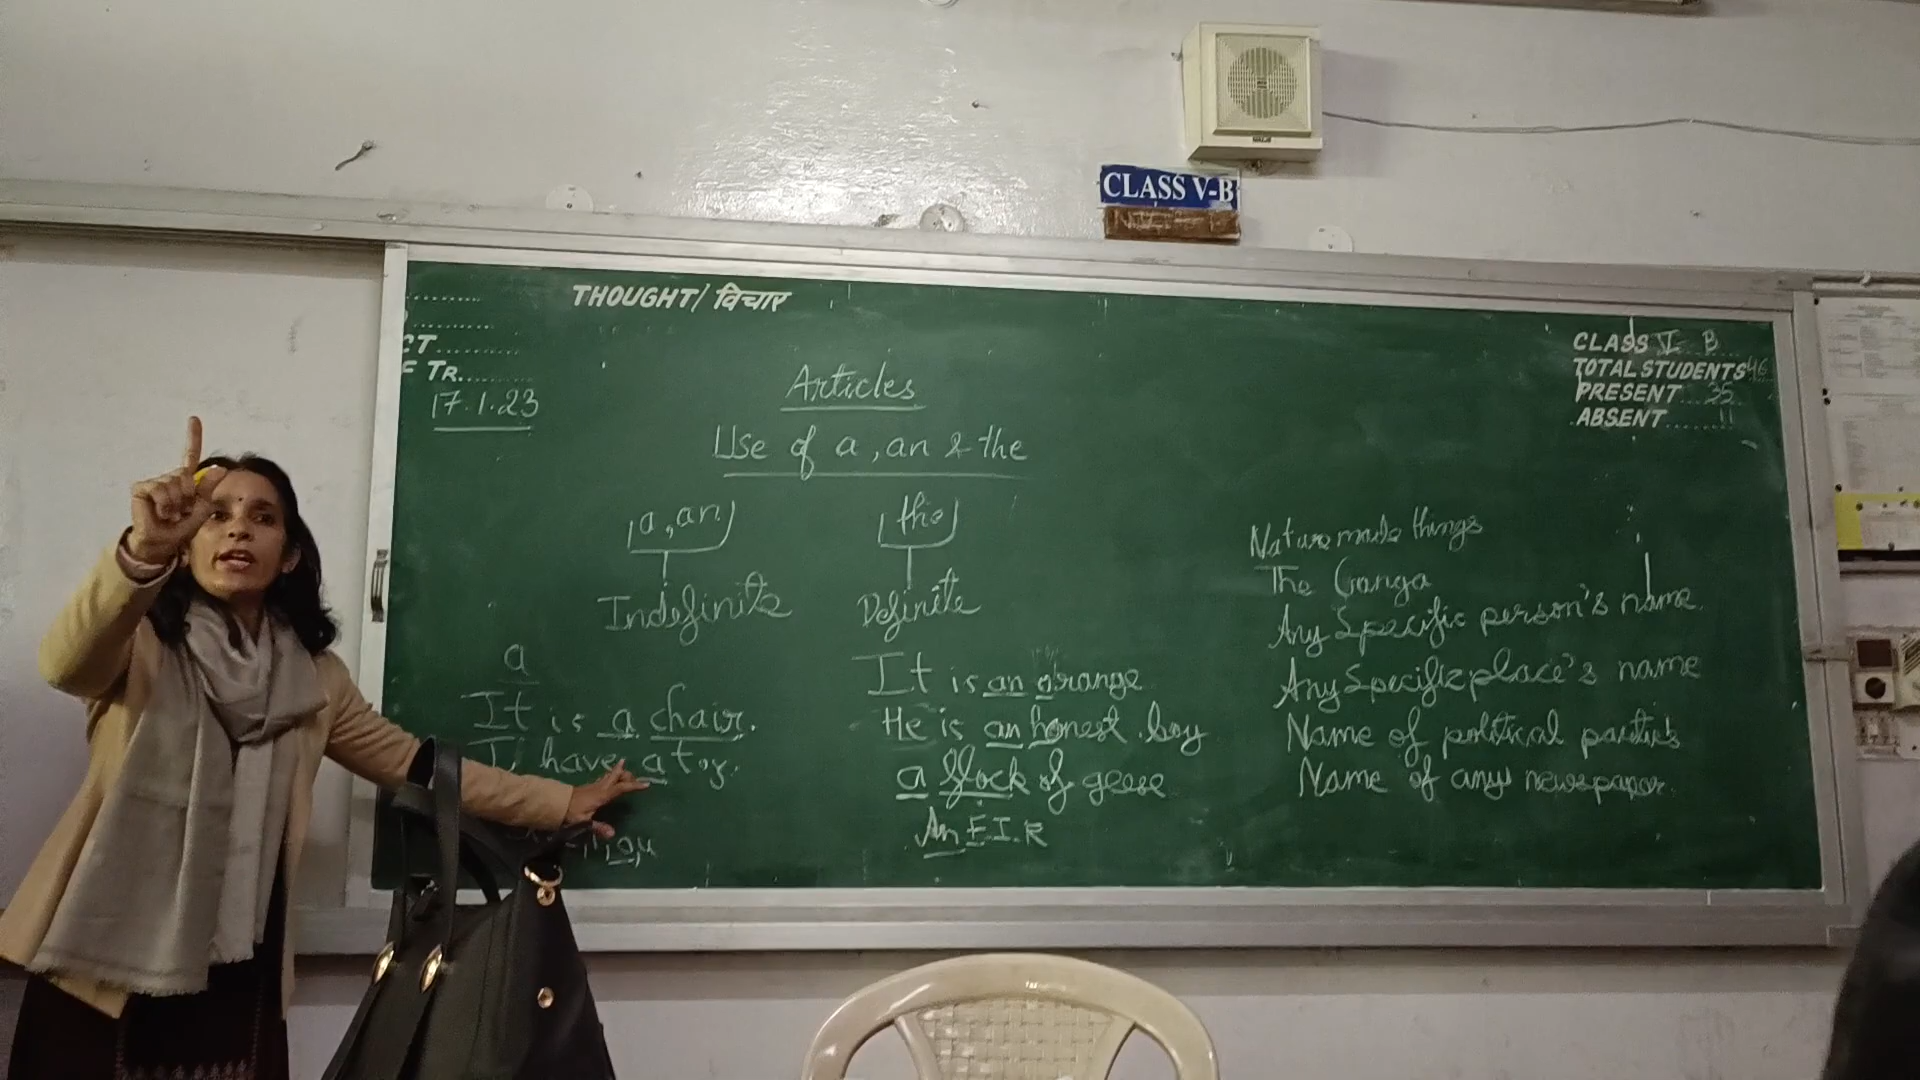 CLASS V-B
THOUGHT/ विचार
CT
F TR.
17.1.23
CLASS V B
TOTAL STUDENTS 46
PRESENT 35
ABSENT 11
Articles
Use of a, an & the
a, an
the
Indefinite
Definite
a
It is a chair.
I have a toy.
It is an orange
He is an honest boy
a flock of geese
An F.I.R
Nature made things
The Ganga
Any Specific person's name.
Any Specific place's name
Name of political parties
Name of any newspaper.